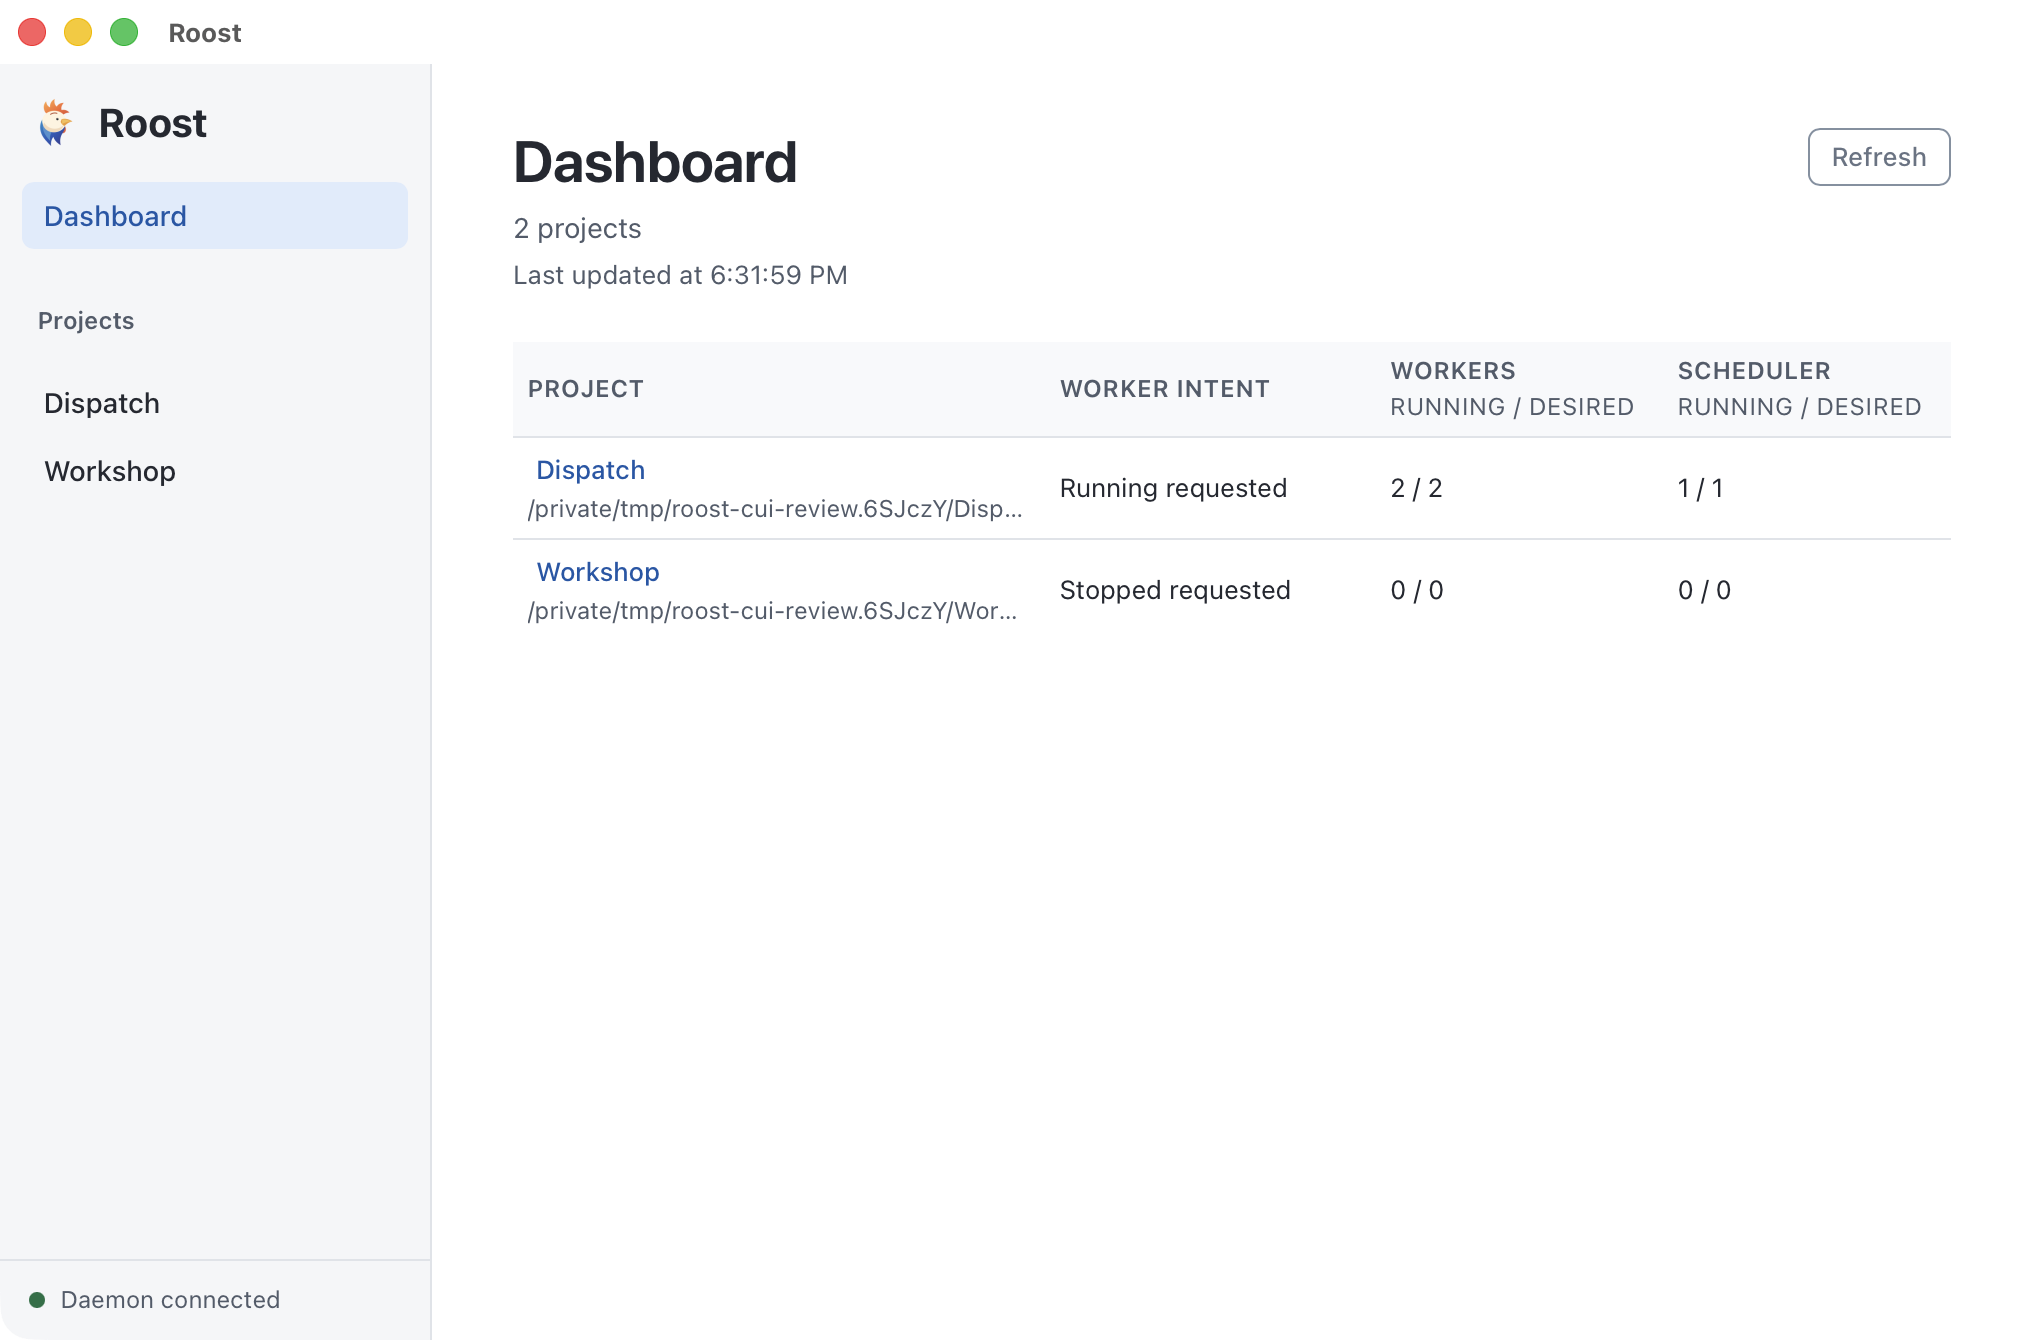 Roost
Roost
Dashboard
Projects
Dispatch
Workshop
Daemon connected
Dashboard
Refresh
2 projects
Last updated at 6:31:59 PM
PROJECT
WORKER INTENT
WORKERS
RUNNING / DESIRED
SCHEDULER
RUNNING / DESIRED
Dispatch
/private/tmp/roost-cui-review.6SJczY/Disp...
Running requested
2 / 2
1 / 1
Workshop
/private/tmp/roost-cui-review.6SJczY/Wor...
Stopped requested
0 / 0
0 / 0